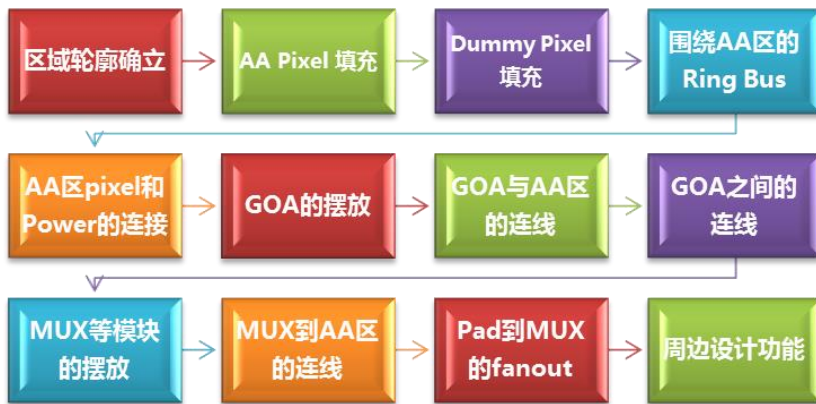 区域轮廓确立
AA Pixel 填充
Dummy Pixel
填充
围绕AA区的
Ring Bus
AA区pixel和
Power的连接
GOA的摆放
GOA与AA区
的连线
GOA之间的
连线
MUX等模块
的摆放
MUX到AA区
的连线
Pad到MUX
的fanout
周边设计功能